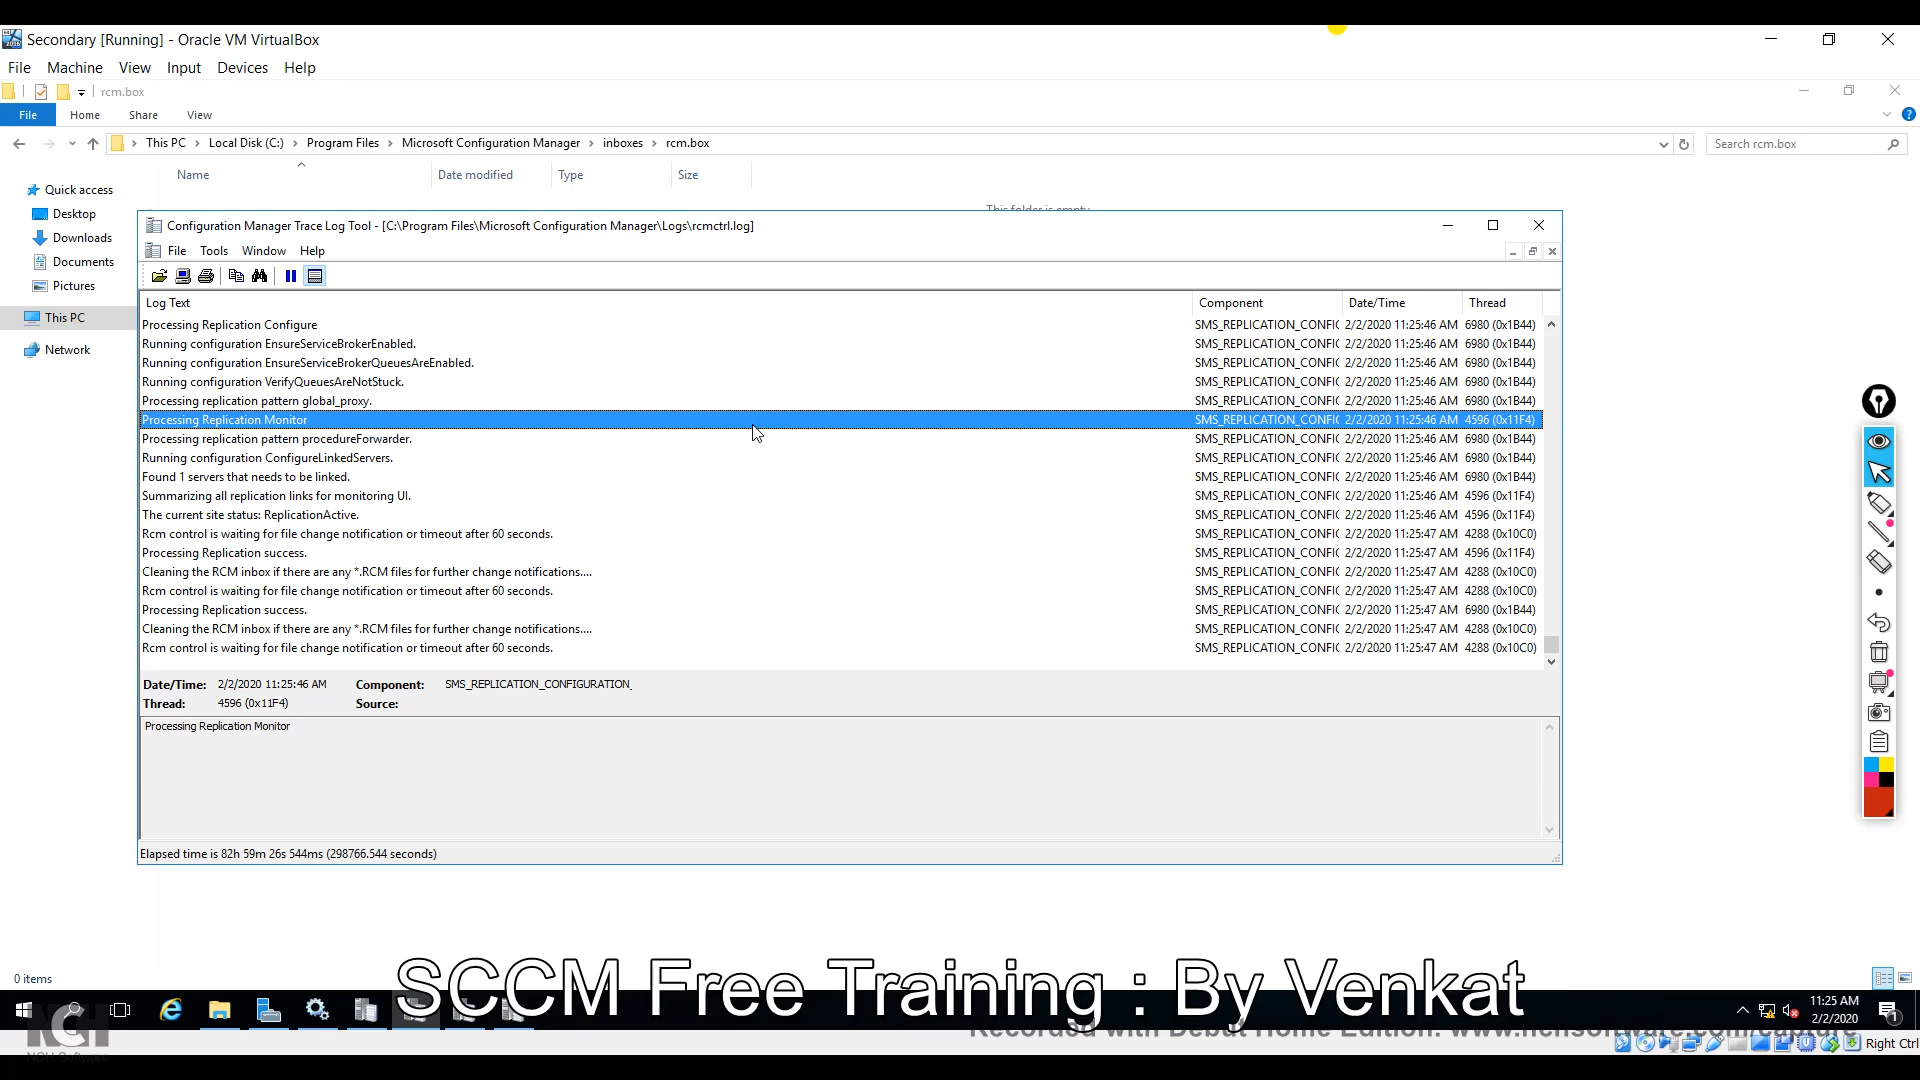 Secondary [Running] - Oracle VM VirtualBox
File Machine View Input Devices Help
rcm.box
File Home Share View
This PC Local Disk (C:) Program Files Microsoft Configuration Manager inboxes rcm.box
Search rcm.box
Name Date modified Type Size
Quick access
Desktop
Downloads
Documents
Pictures
This PC
Network
This folder is empty.
Configuration Manager Trace Log Tool - [C:\Program Files\Microsoft Configuration Manager\Logs\rcmctrl.log]
File Tools Window Help
Log Text Component Date/Time Thread
Processing Replication Configure SMS_REPLICATION_CONFIG 2/2/2020 11:25:46 AM 6980 (0x1B44)
Running configuration EnsureServiceBrokerEnabled. SMS_REPLICATION_CONFIG 2/2/2020 11:25:46 AM 6980 (0x1B44)
Running configuration EnsureServiceBrokerQueuesAreEnabled. SMS_REPLICATION_CONFIG 2/2/2020 11:25:46 AM 6980 (0x1B44)
Running configuration VerifyQueuesAreNotStuck. SMS_REPLICATION_CONFIG 2/2/2020 11:25:46 AM 6980 (0x1B44)
Processing replication pattern global_proxy. SMS_REPLICATION_CONFIG 2/2/2020 11:25:46 AM 6980 (0x1B44)
Processing Replication Monitor SMS_REPLICATION_CONFIG 2/2/2020 11:25:46 AM 4596 (0x11F4)
Processing replication pattern procedureForwarder. SMS_REPLICATION_CONFIG 2/2/2020 11:25:46 AM 6980 (0x1B44)
Running configuration ConfigureLinkedServers. SMS_REPLICATION_CONFIG 2/2/2020 11:25:46 AM 6980 (0x1B44)
Found 1 servers that needs to be linked. SMS_REPLICATION_CONFIG 2/2/2020 11:25:46 AM 6980 (0x1B44)
Summarizing all replication links for monitoring UI. SMS_REPLICATION_CONFIG 2/2/2020 11:25:46 AM 4596 (0x11F4)
The current site status: ReplicationActive. SMS_REPLICATION_CONFIG 2/2/2020 11:25:46 AM 4596 (0x11F4)
Rcm control is waiting for file change notification or timeout after 60 seconds. SMS_REPLICATION_CONFIG 2/2/2020 11:25:46 AM 4288 (0x10C0)
Processing Replication success. SMS_REPLICATION_CONFIG 2/2/2020 11:25:47 AM 4596 (0x11F4)
Cleaning the RCM inbox if there are any *.RCM files for further change notifications.... SMS_REPLICATION_CONFIG 2/2/2020 11:25:47 AM 4288 (0x10C0)
Rcm control is waiting for file change notification or timeout after 60 seconds. SMS_REPLICATION_CONFIG 2/2/2020 11:25:47 AM 4288 (0x10C0)
Processing Replication success. SMS_REPLICATION_CONFIG 2/2/2020 11:25:47 AM 6980 (0x1B44)
Cleaning the RCM inbox if there are any *.RCM files for further change notifications.... SMS_REPLICATION_CONFIG 2/2/2020 11:25:47 AM 4288 (0x10C0)
Rcm control is waiting for file change notification or timeout after 60 seconds. SMS_REPLICATION_CONFIG 2/2/2020 11:25:47 AM 4288 (0x10C0)
Date/Time: 2/2/2020 11:25:46 AM Component: SMS_REPLICATION_CONFIGURATION_
Thread: 4596 (0x11F4) Source:
Processing Replication Monitor
Elapsed time is 82h 59m 26s 544ms (298766.544 seconds)
0 items
SCCM Free Training : By Venkat
11:25 AM
2/2/2020
1
Recorded with Debut Home Edition. www.nchsoftware.com/capture
NCH Software
Right Ctrl